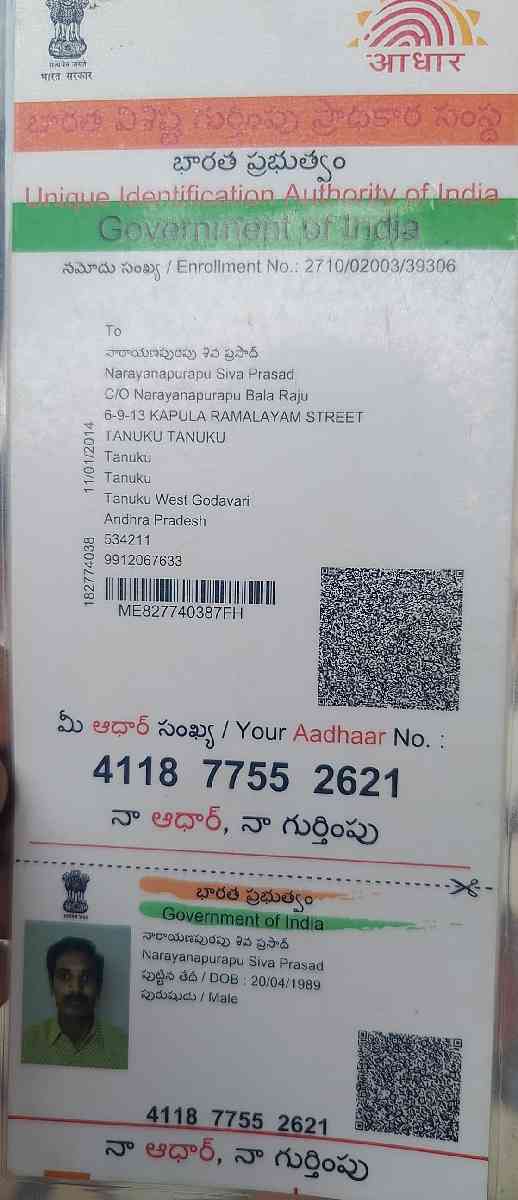 सत्यमेव जयते
भारत सरकार
आधार
భారత విశిష్ట గుర్తింపు ప్రాధికార సంస్థ
భారత ప్రభుత్వం
Unique Identification Authority of India
Government of India
నమోదు సంఖ్య / Enrollment No.: 2710/02003/39306
To
నారాయణపురపు శివ ప్రసాద్
Narayanapurapu Siva Prasad
C/O Narayanapurapu Bala Raju
6-9-13 KAPULA RAMALAYAM STREET
TANUKU TANUKU
Tanuku
Tanuku
Tanuku West Godavari
Andhra Pradesh
534211
9912067633
11/01/2014
182774038
ME827740387FH
మీ ఆధార్ సంఖ్య / Your Aadhaar No. :
4118 7755 2621
నా ఆధార్, నా గుర్తింపు
భారత ప్రభుత్వం
Government of India
నారాయణపురపు శివ ప్రసాద్
Narayanapurapu Siva Prasad
పుట్టిన తేదీ / DOB : 20/04/1989
పురుషుడు / Male
4118 7755 2621
నా ఆధార్, నా గుర్తింపు